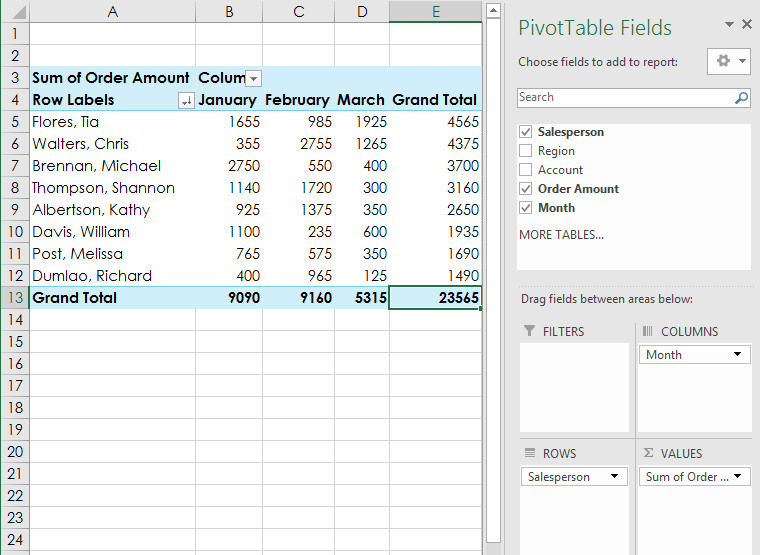 A B C D E
1
2
3 Sum of Order Amount Colum
4 Row Labels January February March Grand Total
5 Flores, Tia 1655 985 1925 4565
6 Walters, Chris 355 2755 1265 4375
7 Brennan, Michael 2750 550 400 3700
8 Thompson, Shannon 1140 1720 300 3160
9 Albertson, Kathy 925 1375 350 2650
10 Davis, William 1100 235 600 1935
11 Post, Melissa 765 575 350 1690
12 Dumlao, Richard 400 965 125 1490
13 Grand Total 9090 9160 5315 23565
14
15
16
17
18
19
20
21
22
23
24
PivotTable Fields
Choose fields to add to report:
Search
Salesperson
Region
Account
Order Amount
Month
MORE TABLES...
Drag fields between areas below:
FILTERS COLUMNS
Month
ROWS Σ VALUES
Salesperson Sum of Order ...